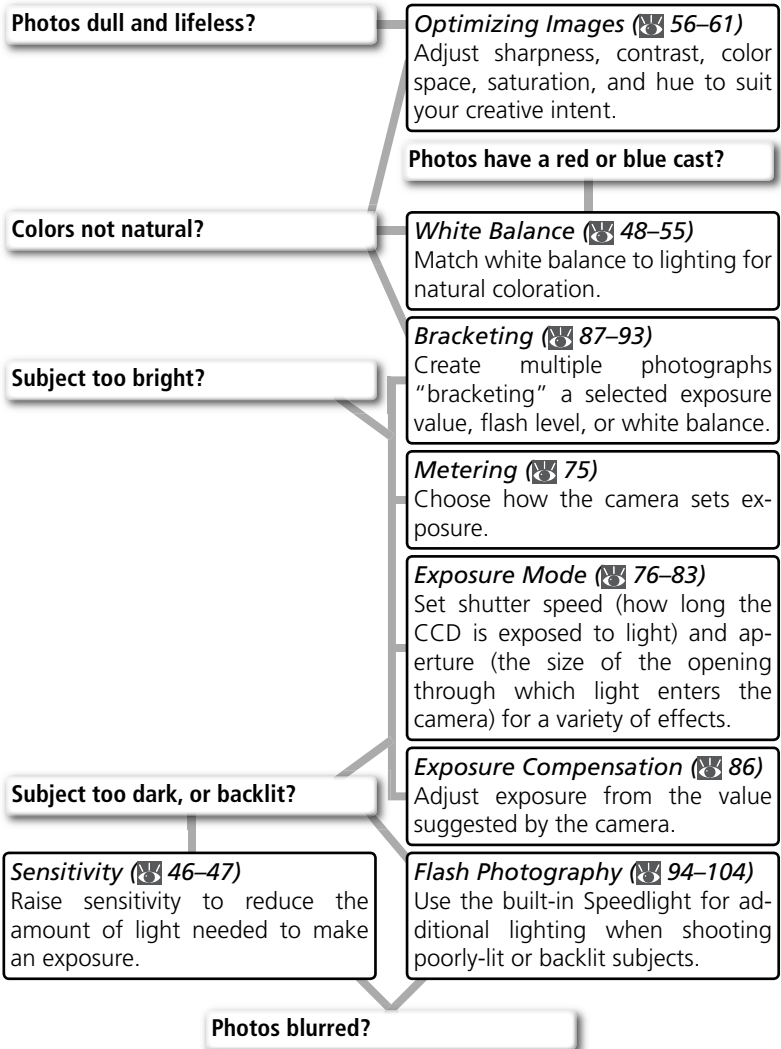 Photos dull and lifeless?
Optimizing Images ( 56–61)
Adjust sharpness, contrast, color
space, saturation, and hue to suit
your creative intent.
Photos have a red or blue cast?
Colors not natural?
White Balance ( 48–55)
Match white balance to lighting for
natural coloration.
Bracketing ( 87–93)
Create multiple photographs
“bracketing” a selected exposure
value, flash level, or white balance.
Subject too bright?
Metering ( 75)
Choose how the camera sets ex-
posure.
Exposure Mode ( 76–83)
Set shutter speed (how long the
CCD is exposed to light) and ap-
erture (the size of the opening
through which light enters the
camera) for a variety of effects.
Exposure Compensation ( 86)
Adjust exposure from the value
suggested by the camera.
Subject too dark, or backlit?
Sensitivity ( 46–47)
Raise sensitivity to reduce the
amount of light needed to make
an exposure.
Flash Photography ( 94–104)
Use the built-in Speedlight for ad-
ditional lighting when shooting
poorly-lit or backlit subjects.
Photos blurred?